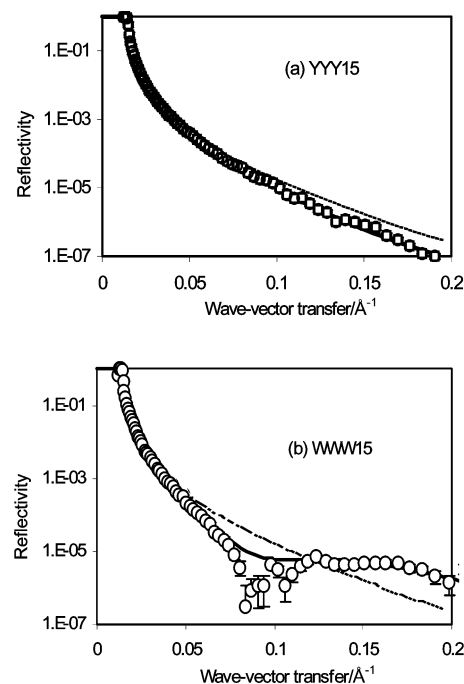 (a) YYY15
Reflectivity
1.E-01
1.E-03
1.E-05
1.E-07
0
0.05
0.1
0.15
0.2
Wave-vector transfer/Å⁻¹
(b) WWW15
Reflectivity
1.E-01
1.E-03
1.E-05
1.E-07
0
0.05
0.1
0.15
0.2
Wave-vector transfer/Å⁻¹